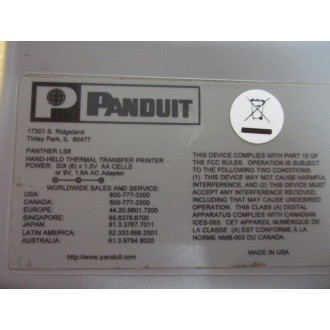 P PANDUIT
17301 S. Ridgeland
Tinley Park, IL 60477
PANTHER LS8
HAND-HELD THERMAL TRANSFER PRINTER
POWER: SIX (6) x 1.5V AA CELLS
or 9V, 1.6A AC Adapter
WORLDWIDE SALES AND SERVICE
USA: 800-777-3300
CANADA: 800-777-3300
EUROPE: 44.20.8601.7200
SINGAPORE: 65.6379.6700
JAPAN: 81.3.3767.7011
LATIN AMERICA: 52.333.666.2501
AUSTRALIA: 61.3.9794.9020
http://www.panduit.com
THIS DEVICE COMPLIES WITH PART 15 OF
THE FCC RULES. OPERATION IS SUBJECT
TO THE FOLLOWING TWO CONDITIONS:
(1) THIS DEVICE MAY NOT CAUSE HARMFUL
INTERFERENCE, AND (2) THIS DEVICE MUST
ACCEPT ANY INTERFERENCE RECEIVED,
INCLUDING INTERFERENCE THAT MAY
CAUSE UNDESIRED
OPERATION. THIS CLASS (A) DIGITAL
APPARATUS COMPLIES WITH CANADIAN
ICES-003. CET APAREIL NUMERIQUE DE
LA CLASSE (A) EST CONFORME À LA
NORME NMB-003 DU CANADA.
MADE IN USA